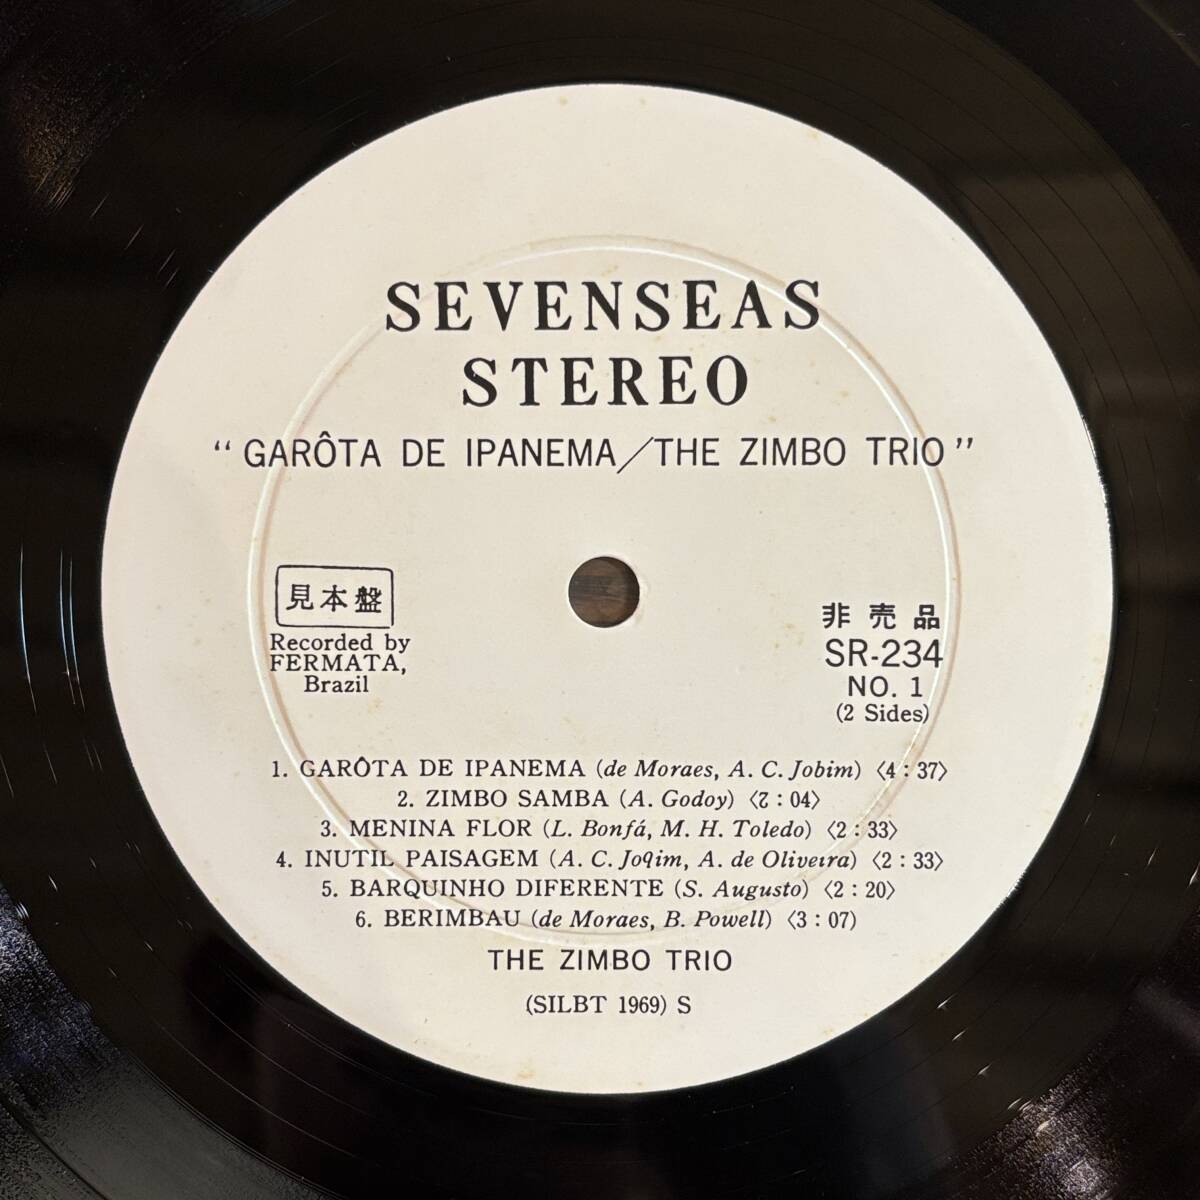 SEVENSEAS
STEREO
“GARÔTA DE IPANEMA/THE ZIMBO TRIO”
見本盤
Recorded by
FERMATA,
Brazil
非売品
SR-234
NO. 1
(2 Sides)
1. GARÔTA DE IPANEMA (de Moraes, A. C. Jobim) 〈4 : 37〉
2. ZIMBO SAMBA (A. Godoy) 〈2 : 04〉
3. MENINA FLOR (L. Bonfá, M. H. Toledo) 〈2 : 33〉
4. INUTIL PAISAGEM (A. C. Joqim, A. de Oliveira) 〈2 : 33〉
5. BARQUINHO DIFERENTE (S. Augusto) 〈2 : 20〉
6. BERIMBAU (de Moraes, B. Powell) 〈3 : 07)
THE ZIMBO TRIO
(SILBT 1969) S